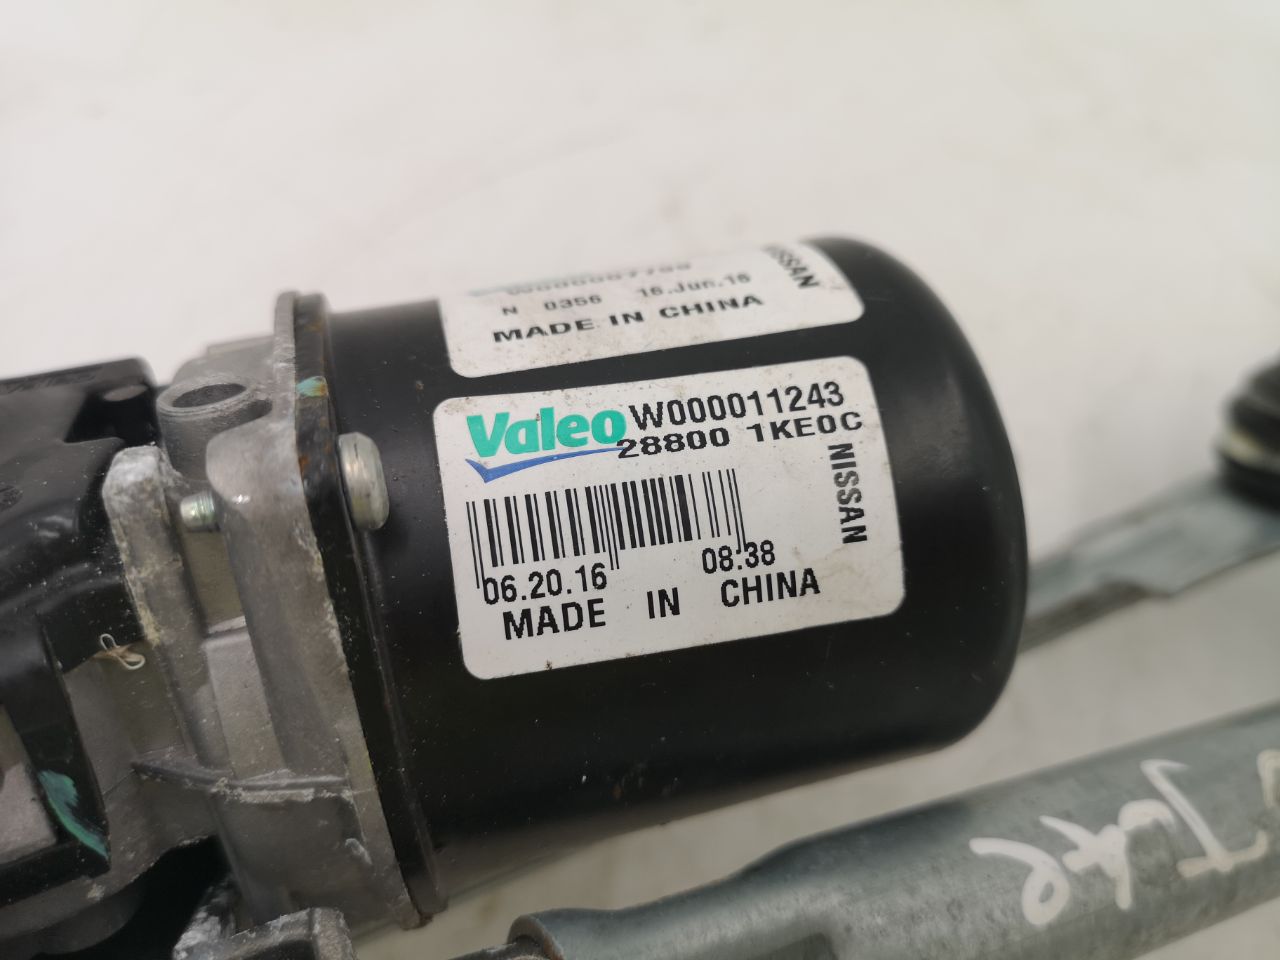 N 0356 16.Jun.16
NISSAN
MADE IN CHINA
Valeo W000011243
28800 1KE0C
NISSAN
06.20.16 08:38
MADE IN CHINA